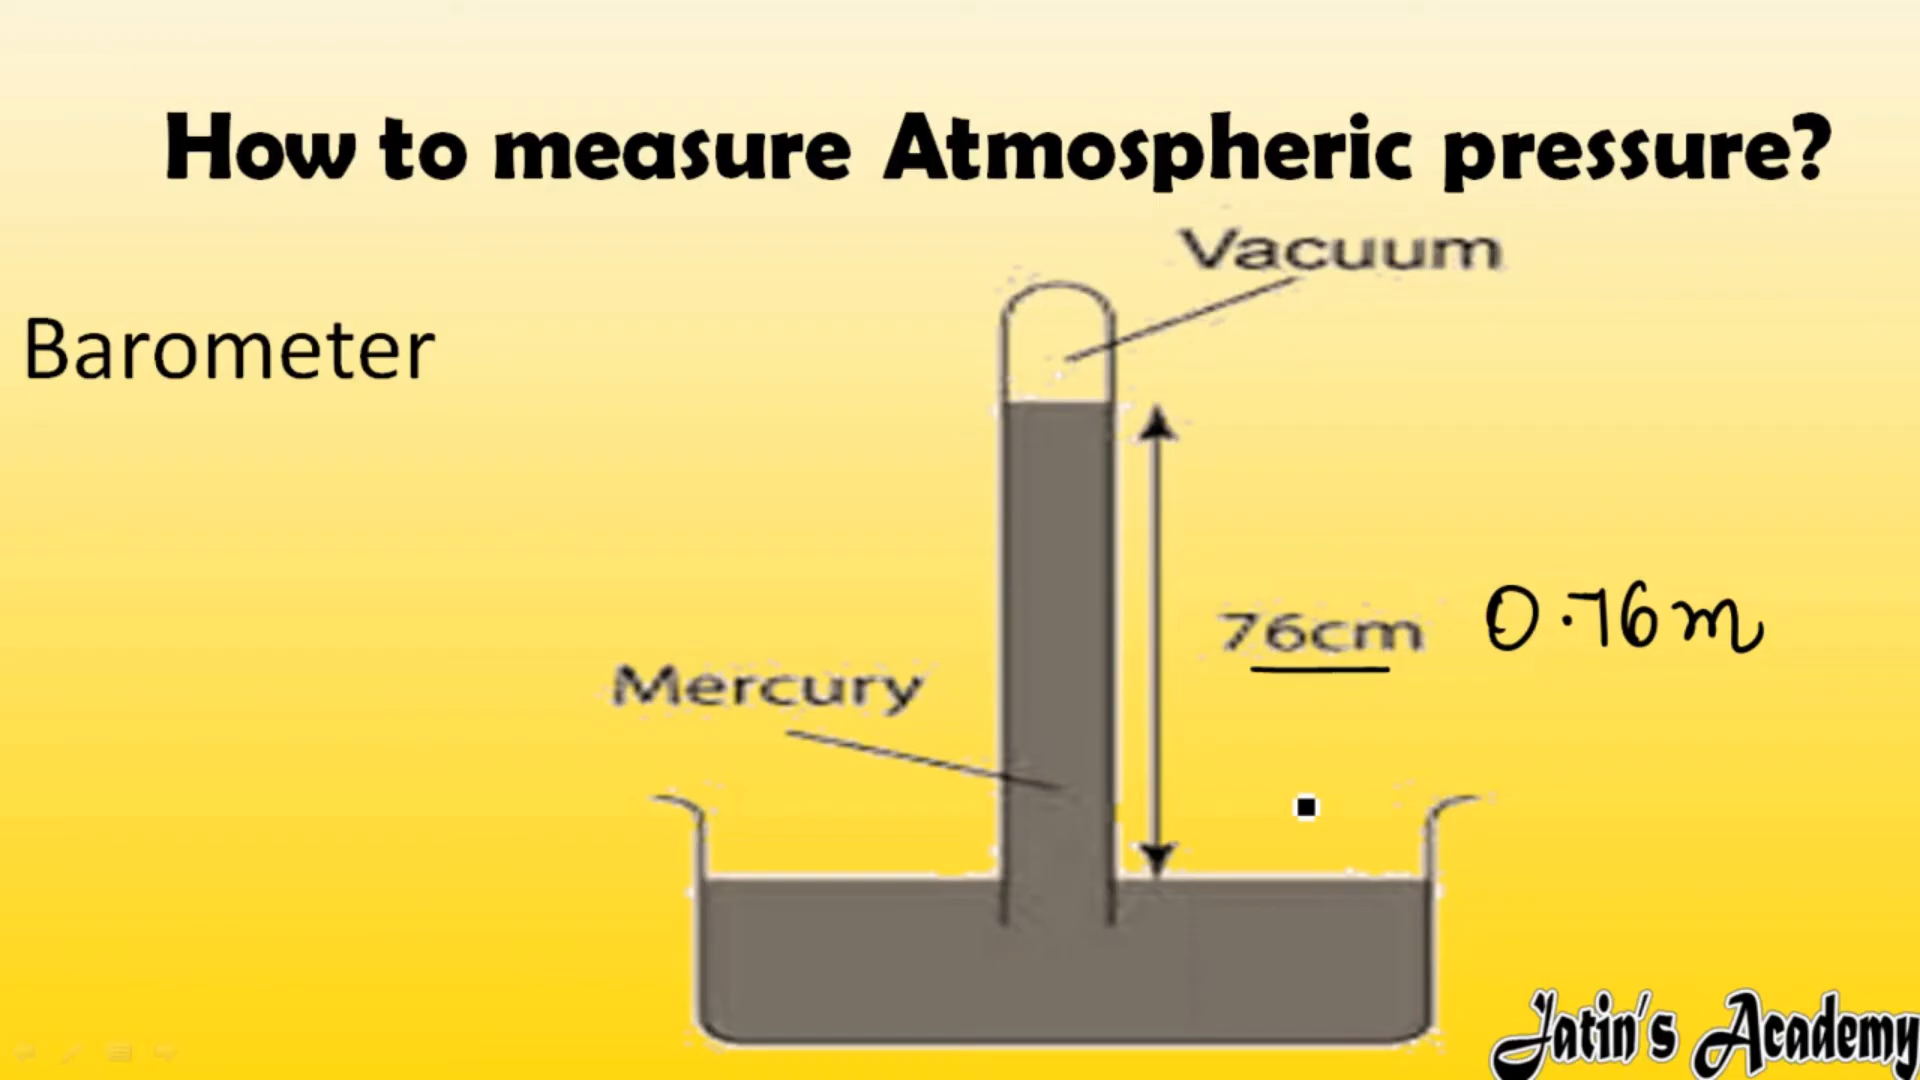 How to measure Atmospheric pressure?
Vacuum
Barometer
76cm 0.76m
Mercury
Jatin's Academy